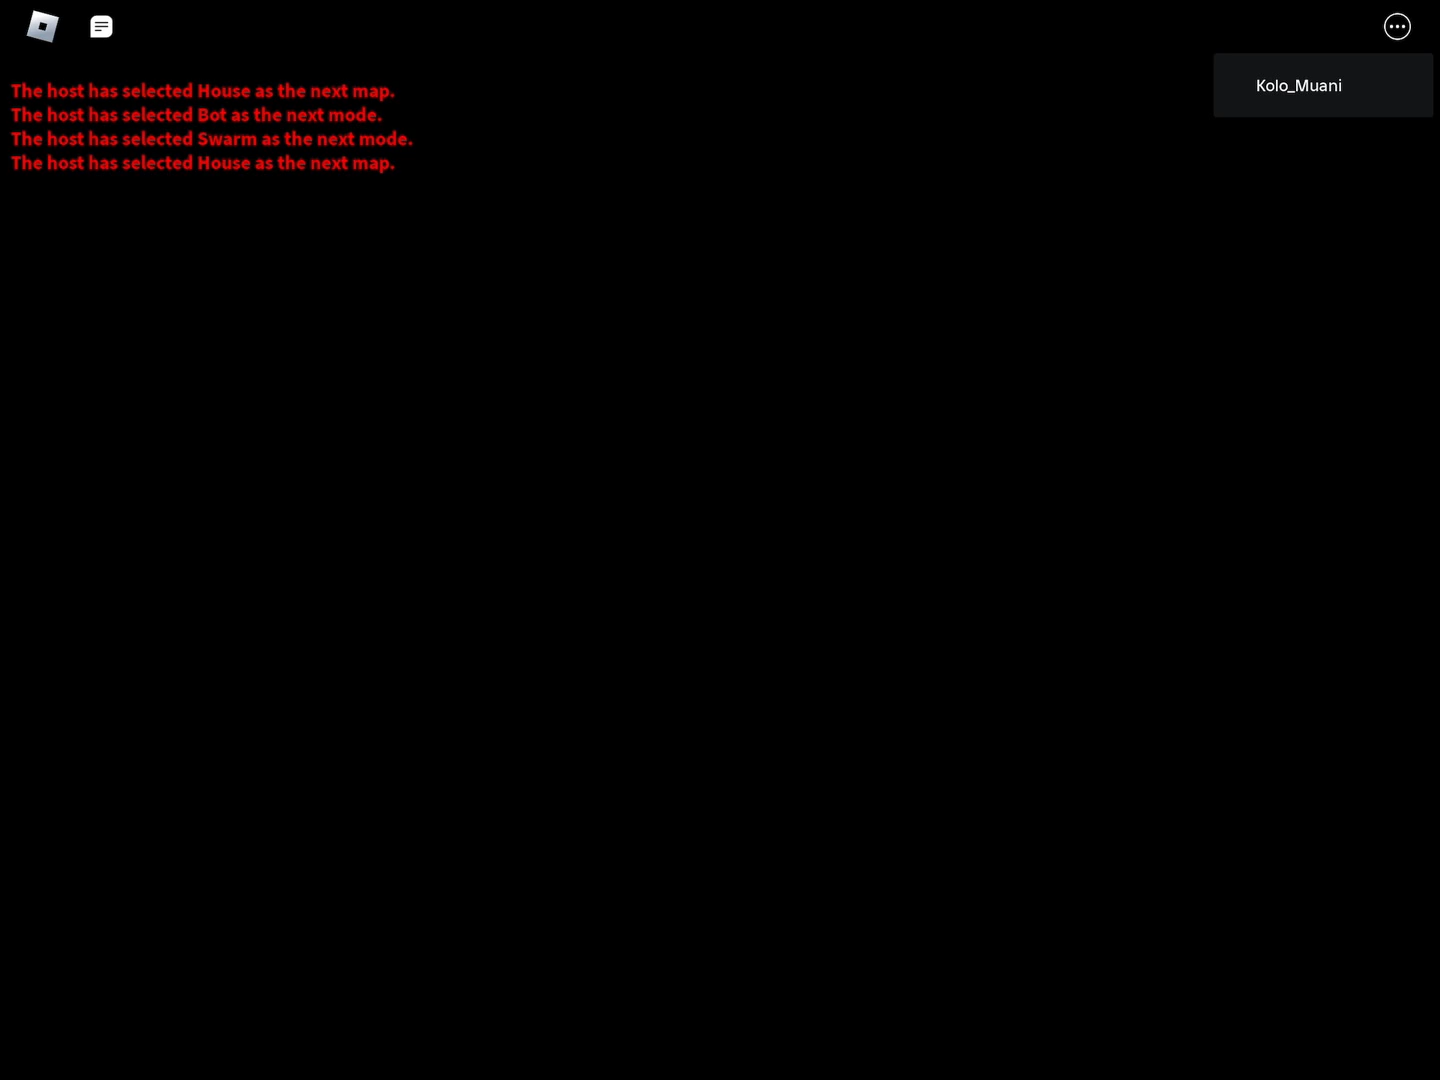 Kolo_Muani
The host has selected House as the next map.
The host has selected Bot as the next mode.
The host has selected Swarm as the next mode.
The host has selected House as the next map.